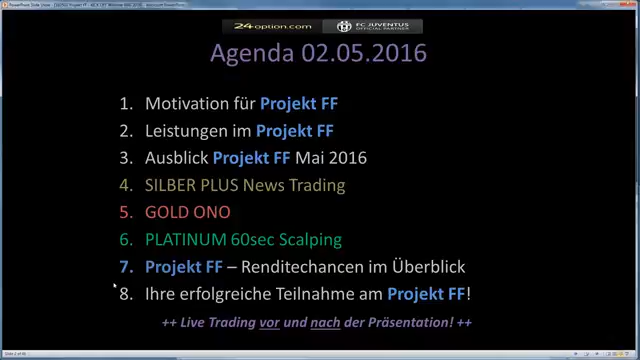 24option.com FC JUVENTUS OFFICIAL PARTNER
Agenda 02.05.2016
1. Motivation für Projekt FF
2. Leistungen im Projekt FF
3. Ausblick Projekt FF Mai 2016
4. SILBER PLUS News Trading
5. GOLD ONO
6. PLATINUM 60sec Scalping
7. Projekt FF – Renditechancen im Überblick
8. Ihre erfolgreiche Teilnahme am Projekt FF!
++ Live Trading vor und nach der Präsentation! ++